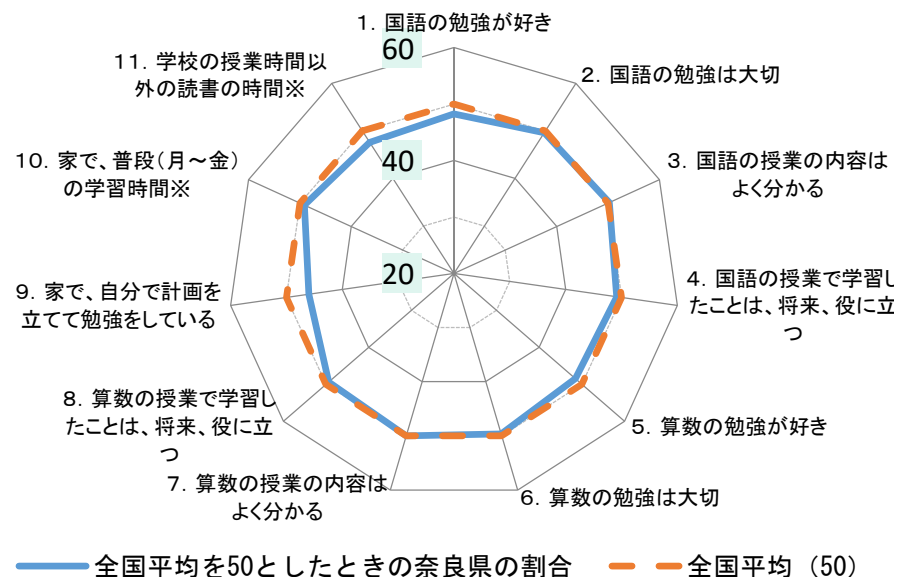 1．国語の勉強が好き
60
2．国語の勉強は大切
3．国語の授業の内容は
よく分かる
4．国語の授業で学習し
たことは、将来、役に立
つ
5．算数の勉強が好き
6．算数の勉強は大切
7．算数の授業の内容は
よく分かる
8．算数の授業で学習し
たことは、将来、役に立
つ
9．家で、自分で計画を
立てて勉強をしている
10．家で、普段（月～金）
の学習時間※
11．学校の授業時間以
外の読書の時間※
40
20
全国平均を50としたときの奈良県の割合
全国平均（50）